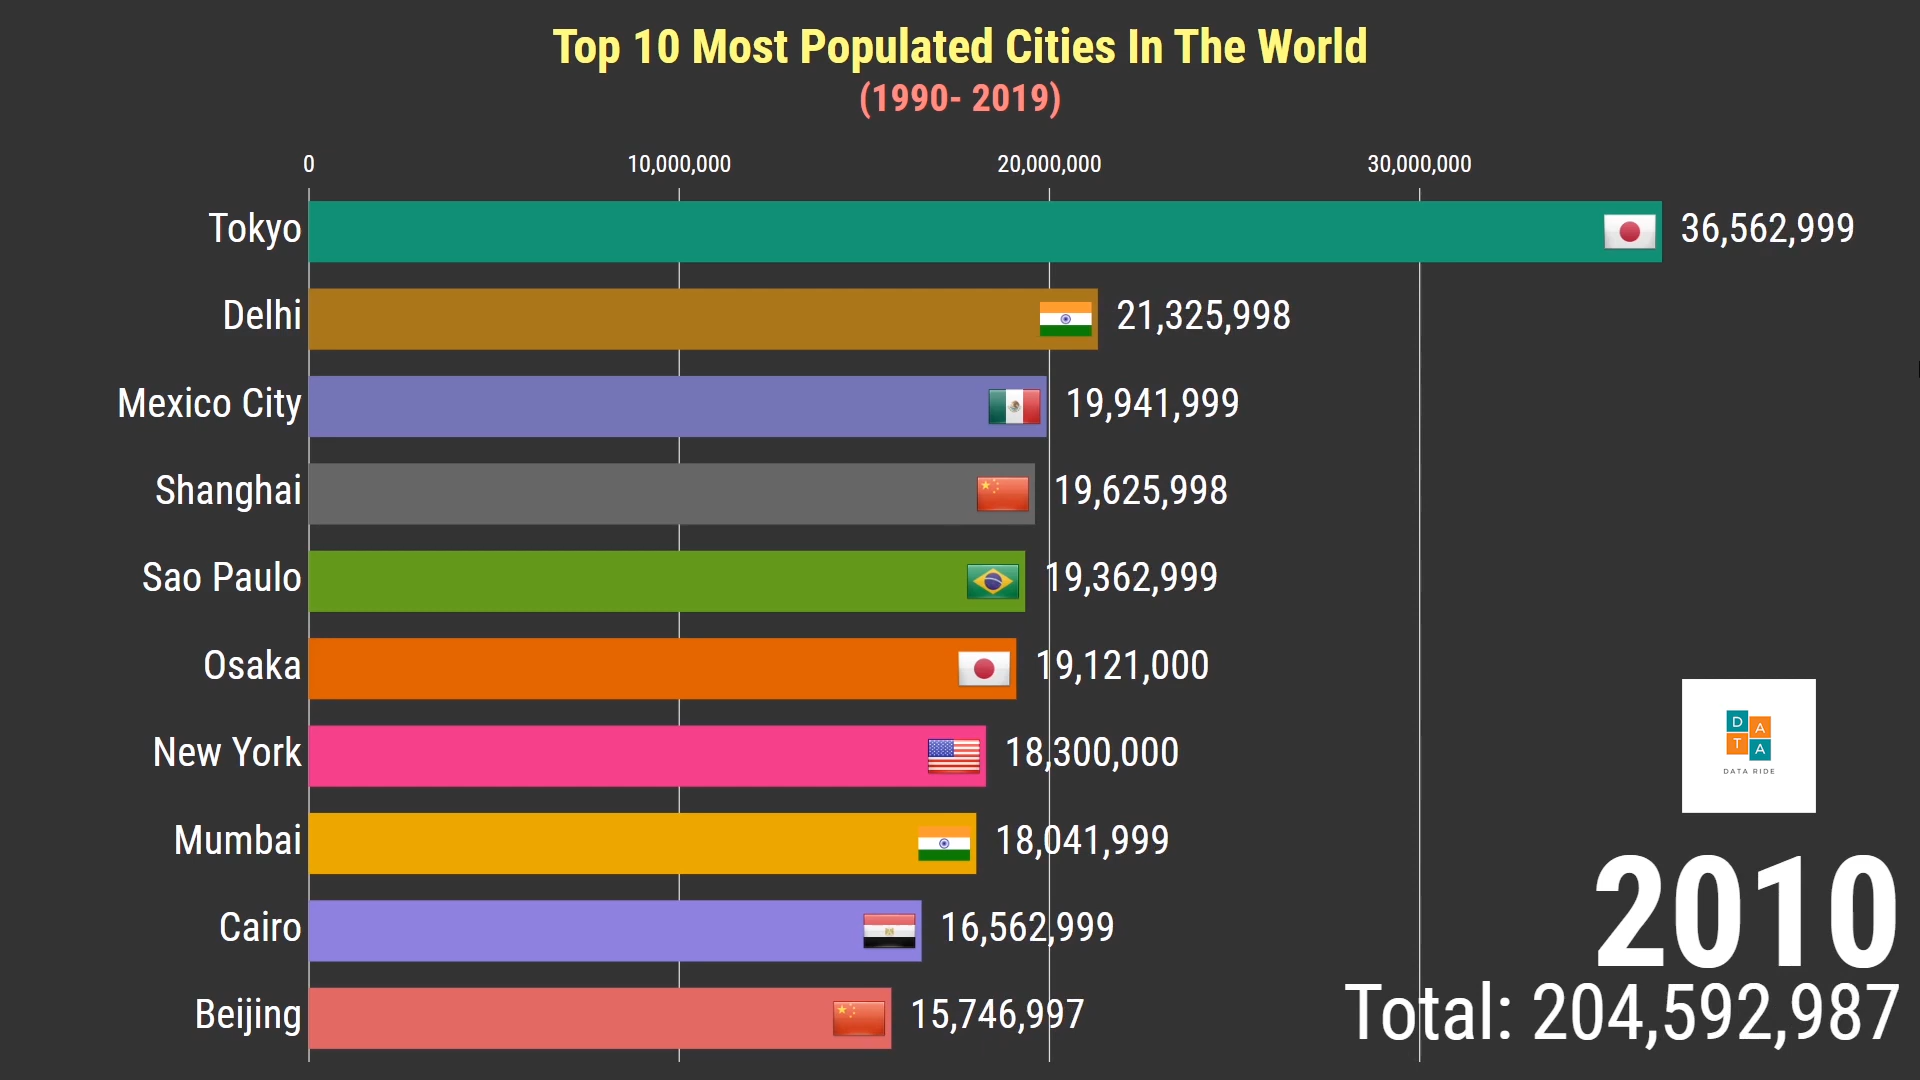 Top 10 Most Populated Cities In The World
(1990- 2019)
0 10,000,000 20,000,000 30,000,000
Tokyo 36,562,999
Delhi 21,325,998
Mexico City 19,941,999
Shanghai 19,625,998
Sao Paulo 19,362,999
Osaka 19,121,000
New York 18,300,000
Mumbai 18,041,999
Cairo 16,562,999
Beijing 15,746,997
D A
T A
DATA RIDE
2010
Total: 204,592,987